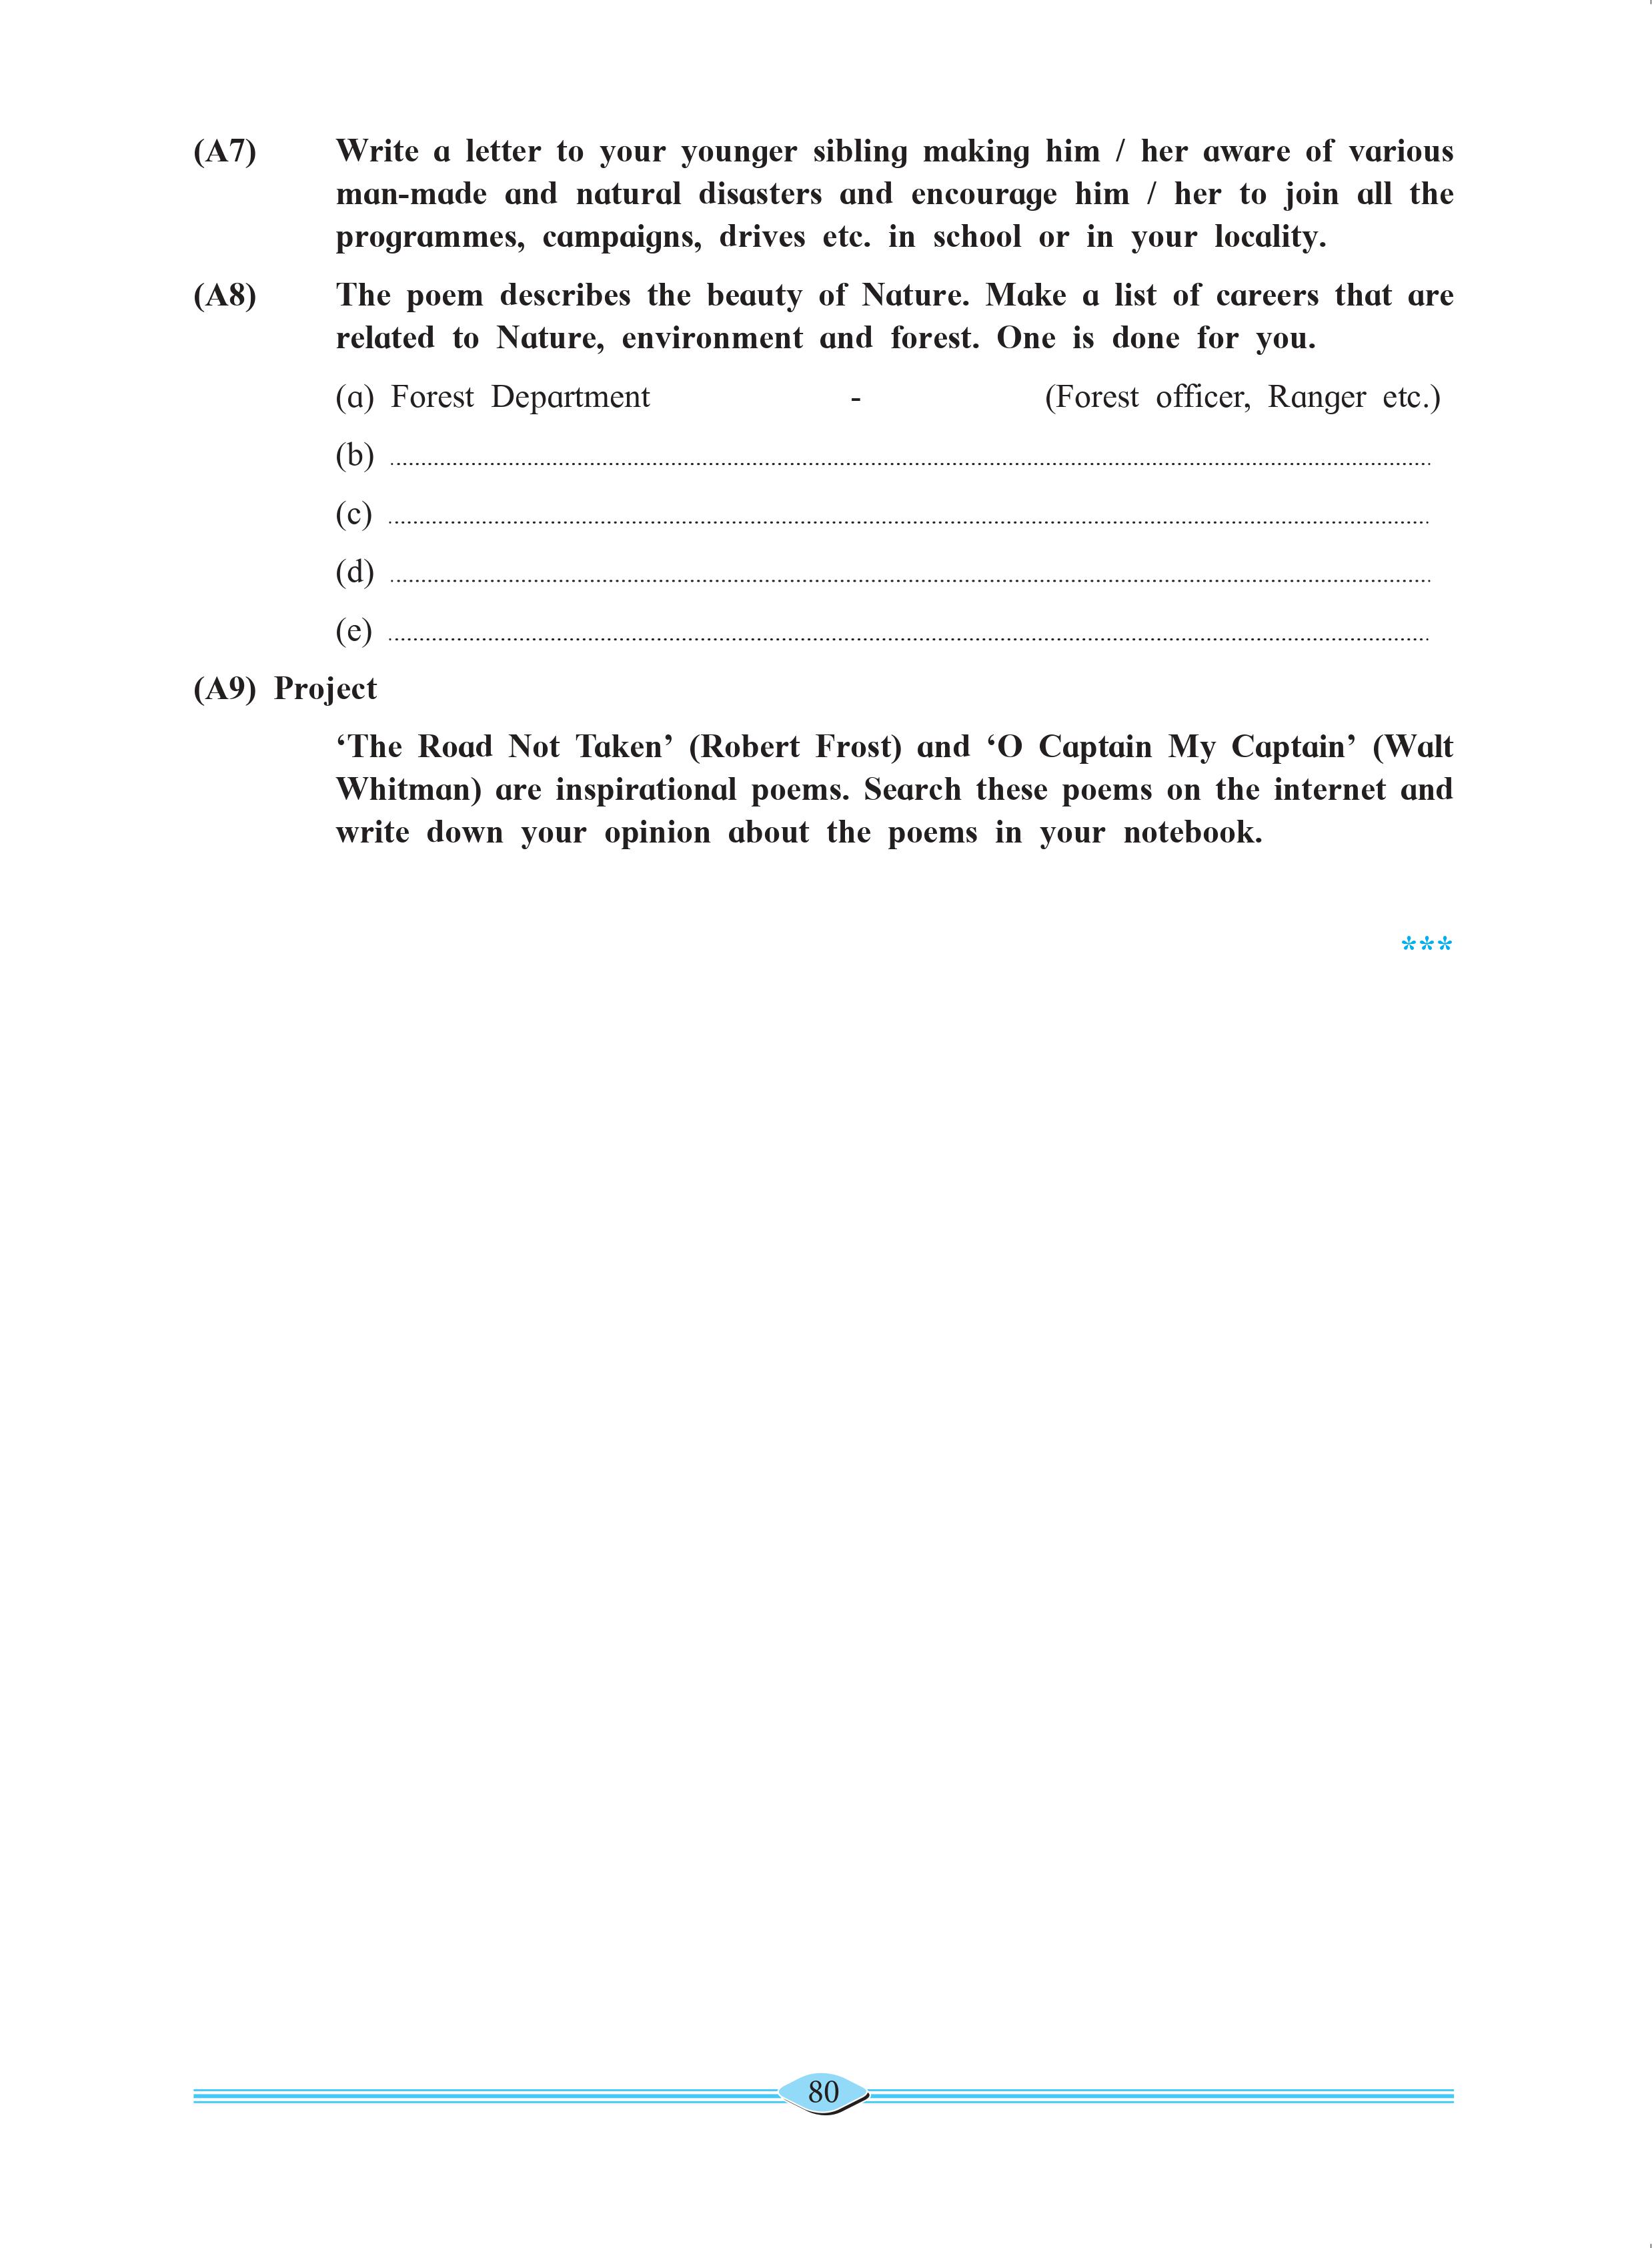 (A7) Write a letter to your younger sibling making him / her aware of various
man-made and natural disasters and encourage him / her to join all the
programmes, campaigns, drives etc. in school or in your locality.
(A8) The poem describes the beauty of Nature. Make a list of careers that are
related to Nature, environment and forest. One is done for you.
(a) Forest Department - (Forest officer, Ranger etc.)
(b) ....................................................................
(c) ....................................................................
(d) ....................................................................
(e) ....................................................................
(A9) Project
‘The Road Not Taken’ (Robert Frost) and ‘O Captain My Captain’ (Walt
Whitman) are inspirational poems. Search these poems on the internet and
write down your opinion about the poems in your notebook.
***
80